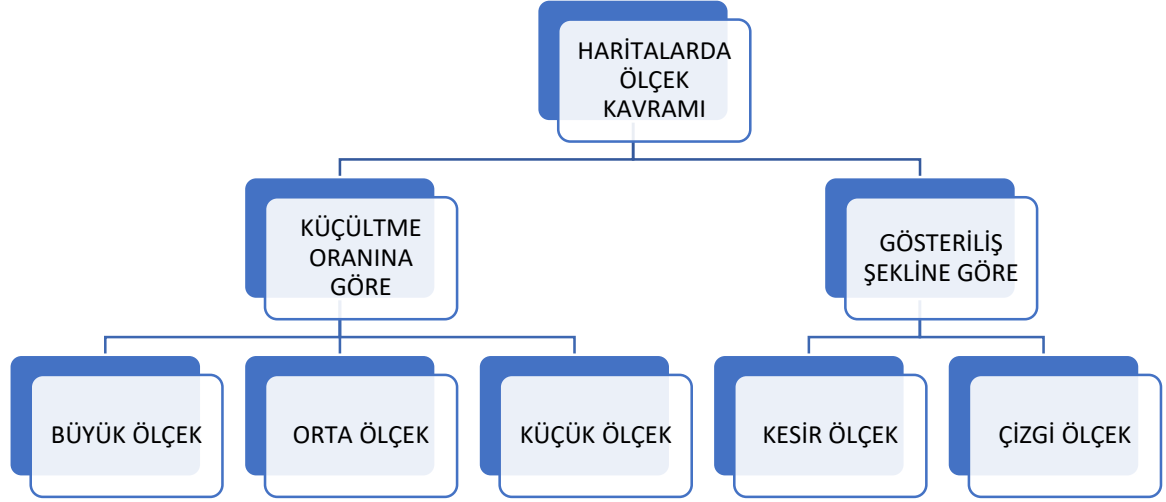 HARİTALARDA
ÖLÇEK
KAVRAMI
KÜÇÜLTME
ORANINA
GÖRE
GÖSTERİLİŞ
ŞEKLİNE GÖRE
BÜYÜK ÖLÇEK
ORTA ÖLÇEK
KÜÇÜK ÖLÇEK
KESİR ÖLÇEK
ÇİZGİ ÖLÇEK